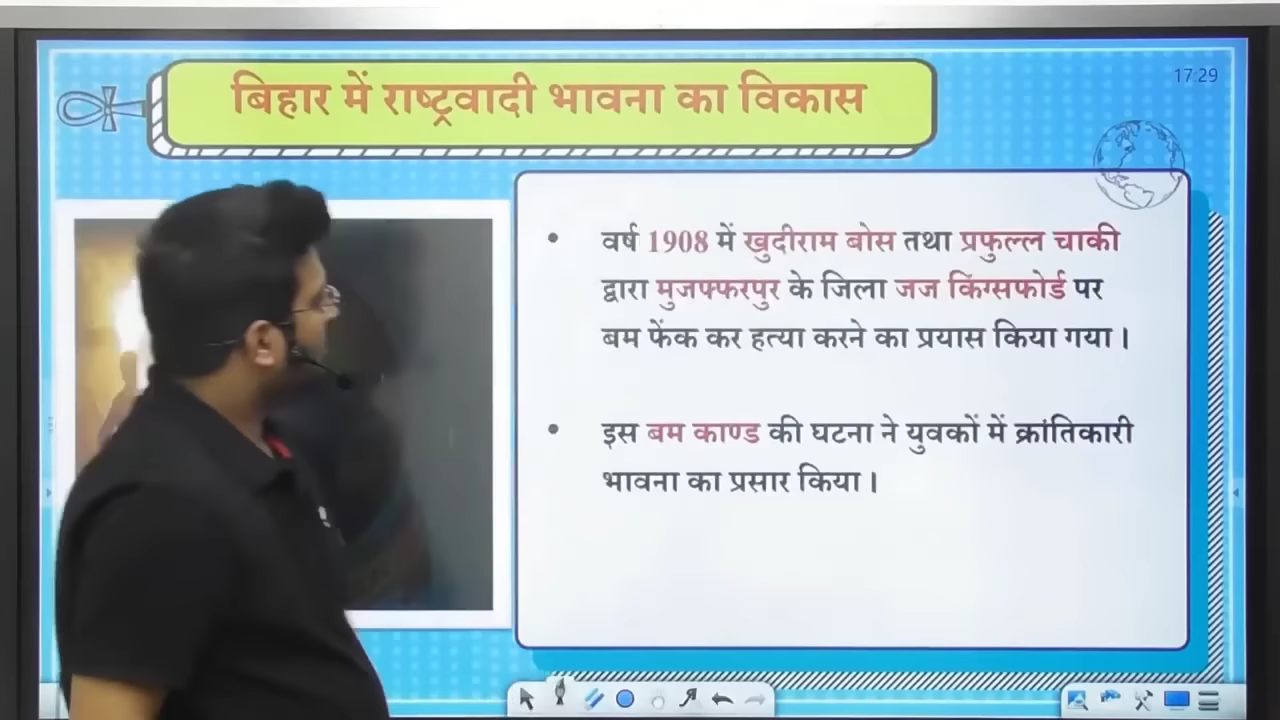 बिहार में राष्ट्रवादी भावना का विकास
17:29
• वर्ष 1908 में खुदीराम बोस तथा प्रफुल्ल चाकी
द्वारा मुजफ्फरपुर के जिला जज किंग्सफोर्ड पर
बम फेंक कर हत्या करने का प्रयास किया गया।
• इस बम काण्ड की घटना ने युवकों में क्रांतिकारी
भावना का प्रसार किया।